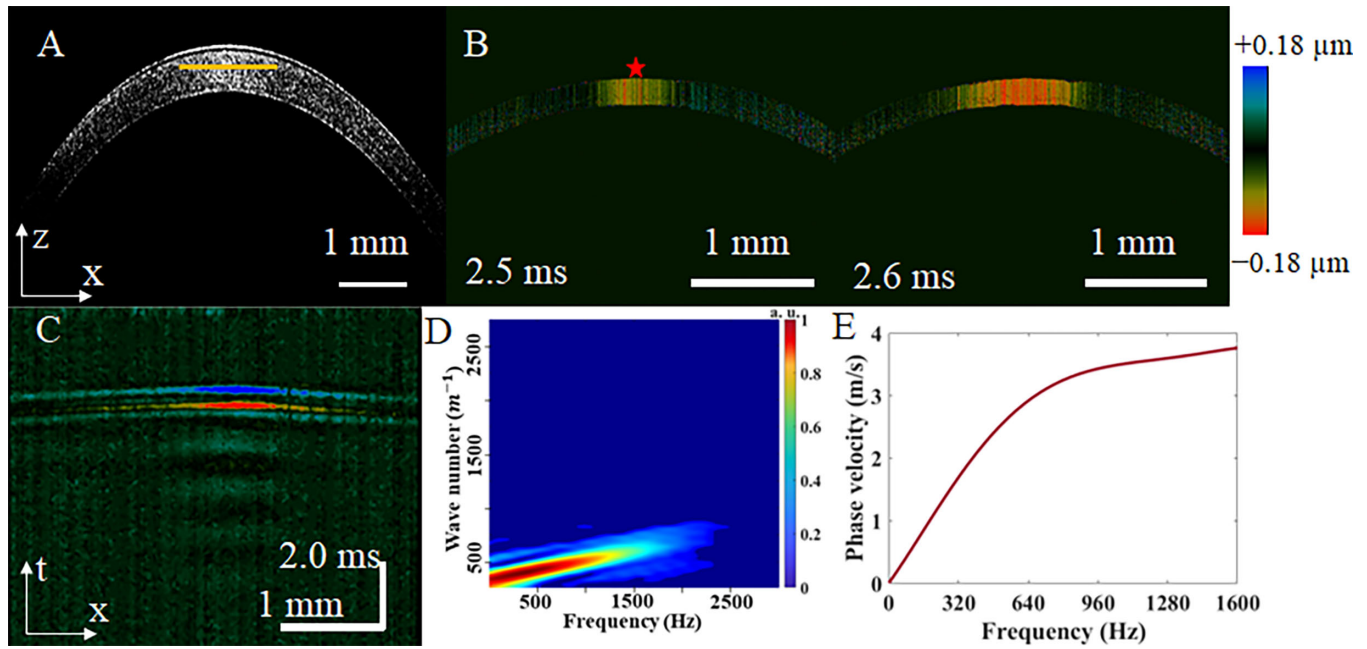 A
z
x
1 mm
B
2.5 ms
1 mm
2.6 ms
1 mm
+0.18 µm
−0.18 µm
C
t
x
2.0 ms
1 mm
D
a. u.
1
0.8
0.6
0.4
0.2
0
Wave number (m⁻¹)
2500
1500
500
500
1500
2500
Frequency (Hz)
E
Phase velocity (m/s)
4
3
2
1
0
0
320
640
960
1280
1600
Frequency (Hz)